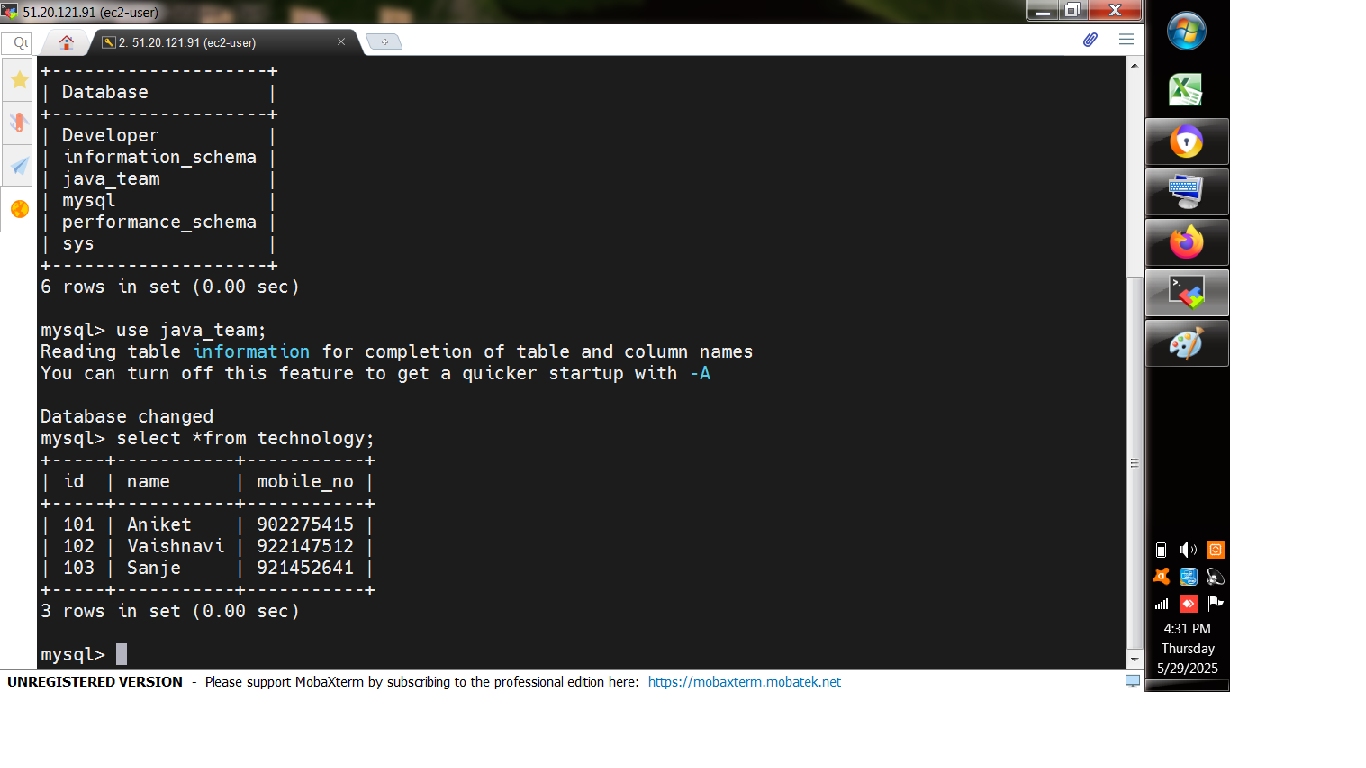 51.20.121.91 (ec2-user)
Qu
2. 51.20.121.91 (ec2-user)
+--------------------+
| Database           |
+--------------------+
| Developer          |
| information_schema |
| java_team          |
| mysql              |
| performance_schema |
| sys                |
+--------------------+
6 rows in set (0.00 sec)
mysql> use java_team;
Reading table information for completion of table and column names
You can turn off this feature to get a quicker startup with -A
Database changed
mysql> select *from technology;
+-----+-----------+-----------+
| id  | name      | mobile_no |
+-----+-----------+-----------+
| 101 | Aniket    | 902275415 |
| 102 | Vaishnavi | 922147512 |
| 103 | Sanje     | 921452641 |
+-----+-----------+-----------+
3 rows in set (0.00 sec)
mysql>
UNREGISTERED VERSION - Please support MobaXterm by subscribing to the professional edition here: https://mobaxterm.mobatek.net
4:31 PM
Thursday
5/29/2025